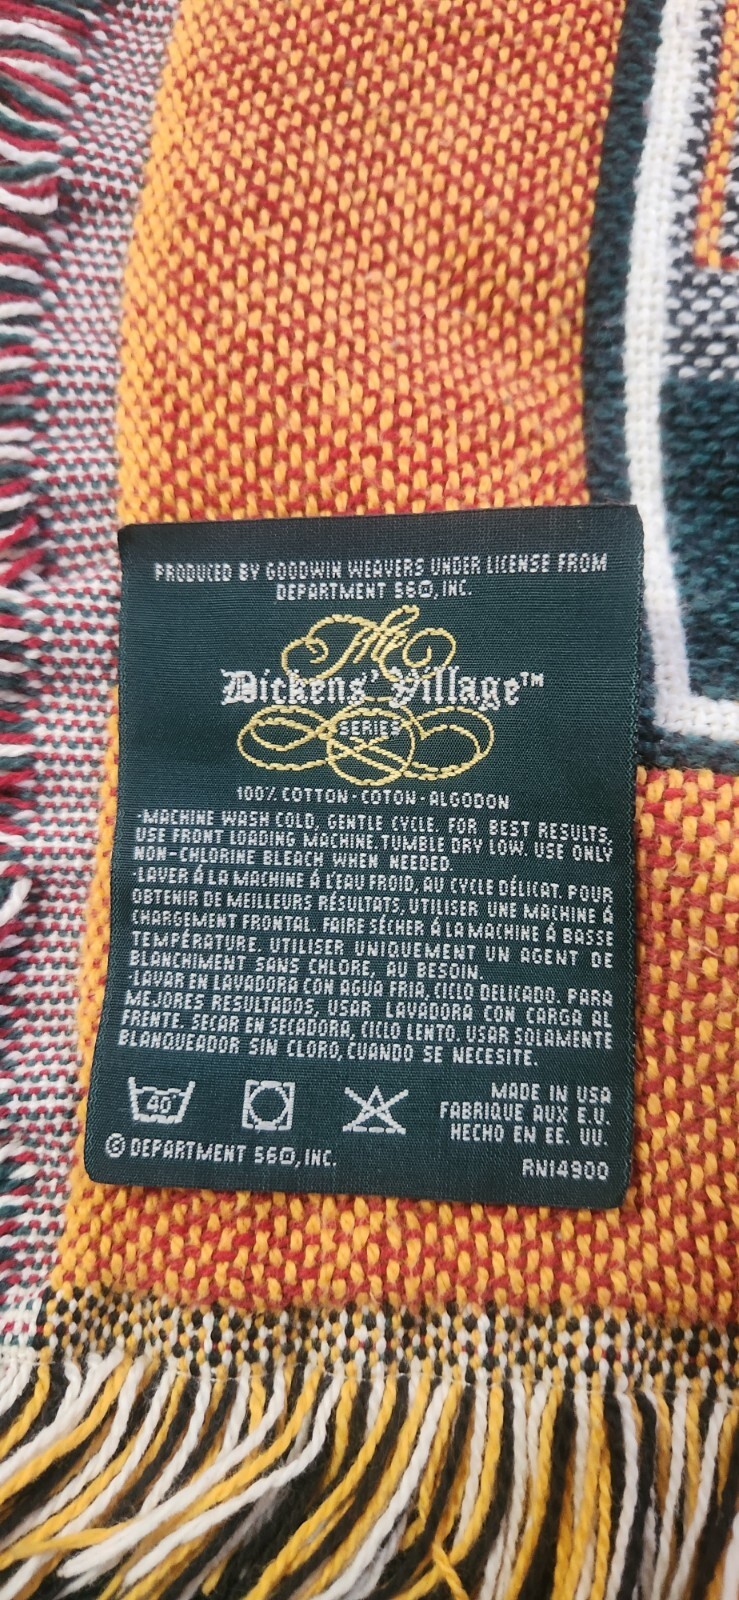 PRODUCED BY GOODWIN WEAVERS UNDER LICENSE FROM
DEPARTMENT 56®, INC.
The
Dickens' Village™
SERIES
100% COTTON - COTON - ALGODON
·MACHINE WASH COLD, GENTLE CYCLE. FOR BEST RESULTS,
USE FRONT LOADING MACHINE. TUMBLE DRY LOW. USE ONLY
NON-CHLORINE BLEACH WHEN NEEDED.
·LAVER À LA MACHINE À L'EAU FROID, AU CYCLE DÉLICAT. POUR
OBTENIR DE MEILLEURS RÉSULTATS, UTILISER UNE MACHINE À
CHARGEMENT FRONTAL. FAIRE SÉCHER À LA MACHINE À BASSE
TEMPÉRATURE. UTILISER UNIQUEMENT UN AGENT DE
BLANCHIMENT SANS CHLORE, AU BESOIN.
·LAVAR EN LAVADORA CON AGUA FRIA, CICLO DELICADO. PARA
MEJORES RESULTADOS, USAR LAVADORA CON CARGA AL
FRENTE. SECAR EN SECADORA, CICLO LENTO. USAR SOLAMENTE
BLANQUEADOR SIN CLORO, CUANDO SE NECESITE.
40°
MADE IN USA
FABRIQUE AUX E.U.
HECHO EN EE. UU.
© DEPARTMENT 56®, INC.
RN14900